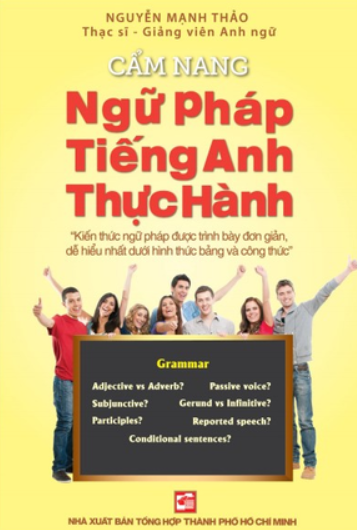 NGUYỄN MẠNH THẢO
Thạc sĩ - Giảng viên Anh ngữ
CẨM NANG
Ngữ Pháp
Tiếng Anh
Thực Hành
"Kiến thức ngữ pháp được trình bày đơn giản,
dễ hiểu nhất dưới hình thức bảng và công thức"
Grammar
Adjective vs Adverb? Passive voice?
Subjunctive? Gerund vs Infinitive?
Participles? Reported speech?
Conditional sentences?
NHÀ XUẤT BẢN TỔNG HỢP THÀNH PHỐ HỒ CHÍ MINH